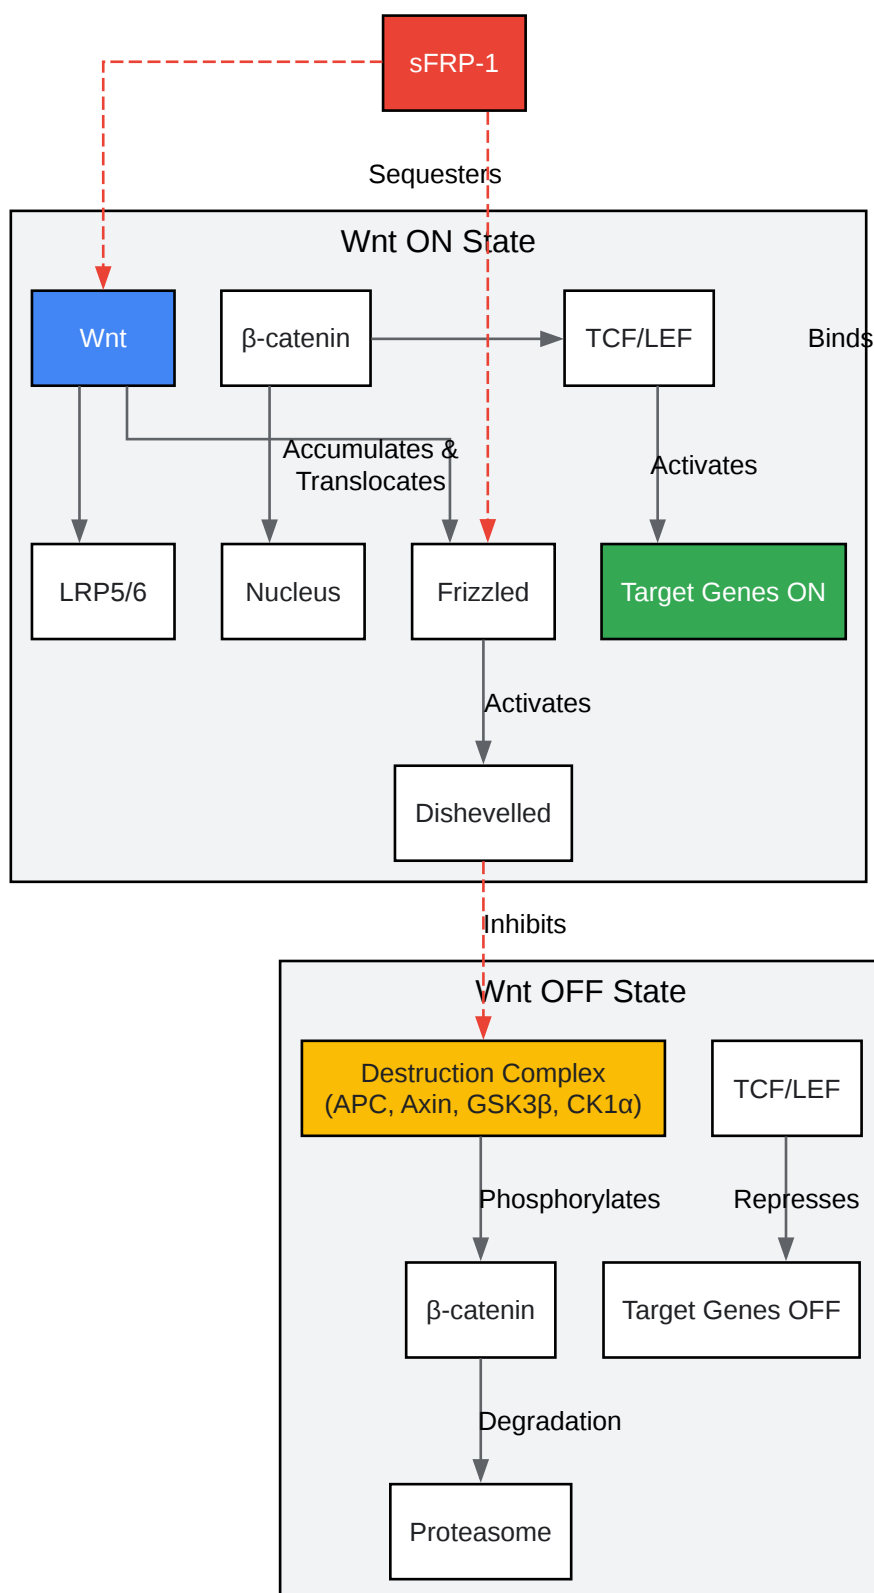 sFRP-1
Sequesters
Wnt ON State
Wnt
β-catenin
TCF/LEF
Binds
Accumulates &
Translocates
Activates
LRP5/6
Nucleus
Frizzled
Target Genes ON
Activates
Dishevelled
Inhibits
Wnt OFF State
Destruction Complex
(APC, Axin, GSK3β, CK1α)
TCF/LEF
Phosphorylates
Represses
β-catenin
Target Genes OFF
Degradation
Proteasome